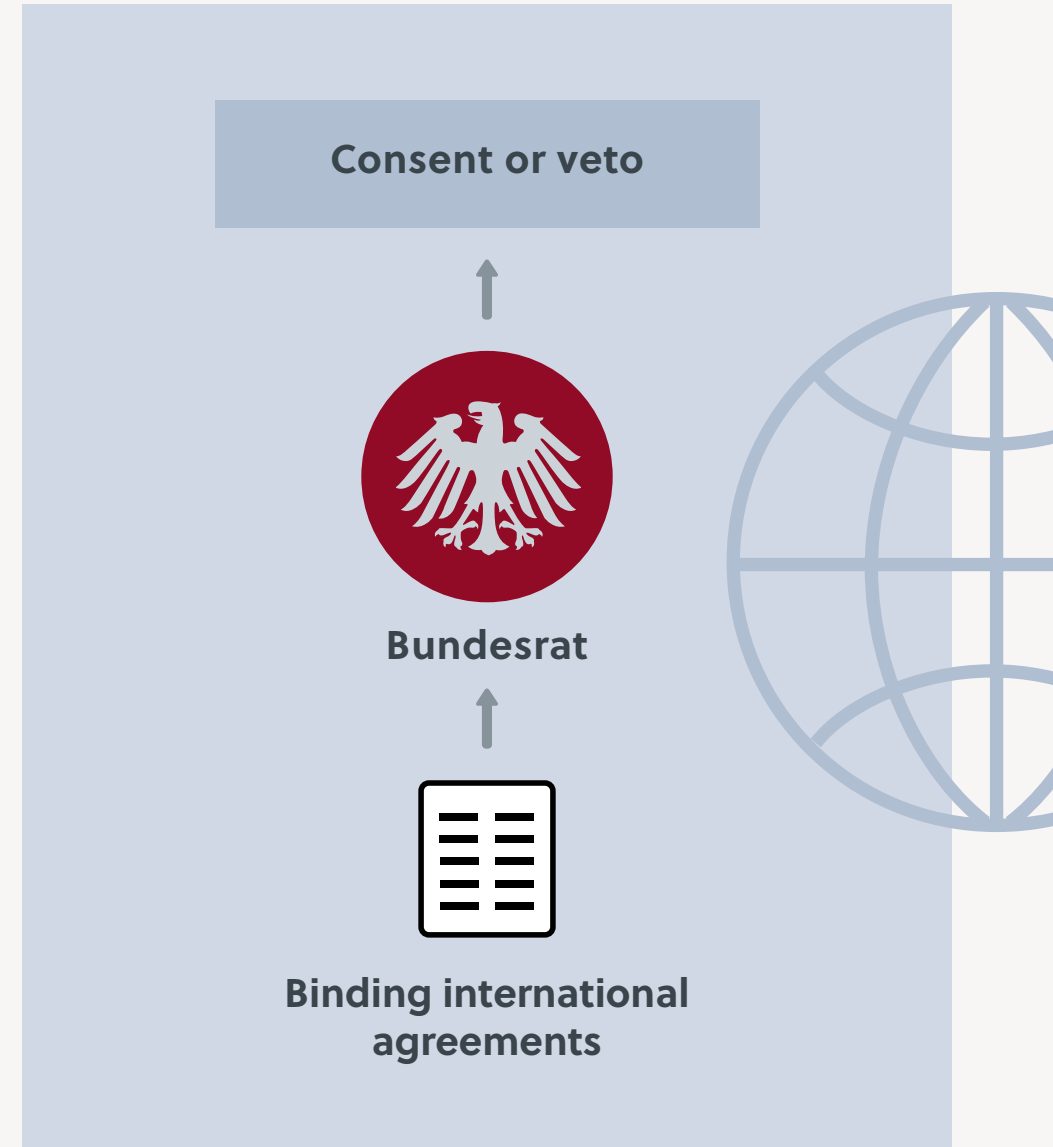 Consent or veto
Bundesrat
Binding international
agreements